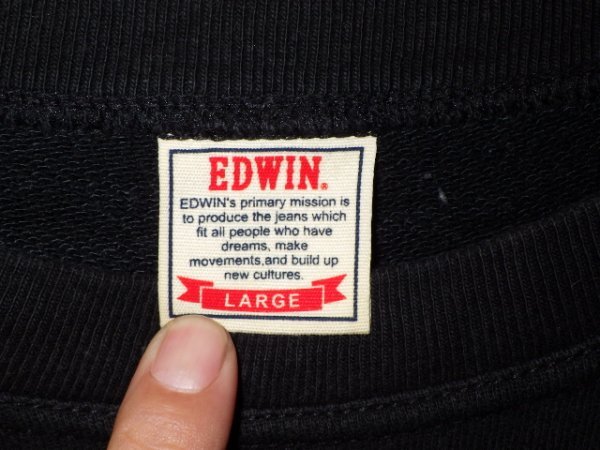 EDWIN.
EDWIN's primary mission is
to produce the jeans which
fit all people who have
dreams, make
movements,and build up
new cultures.
LARGE